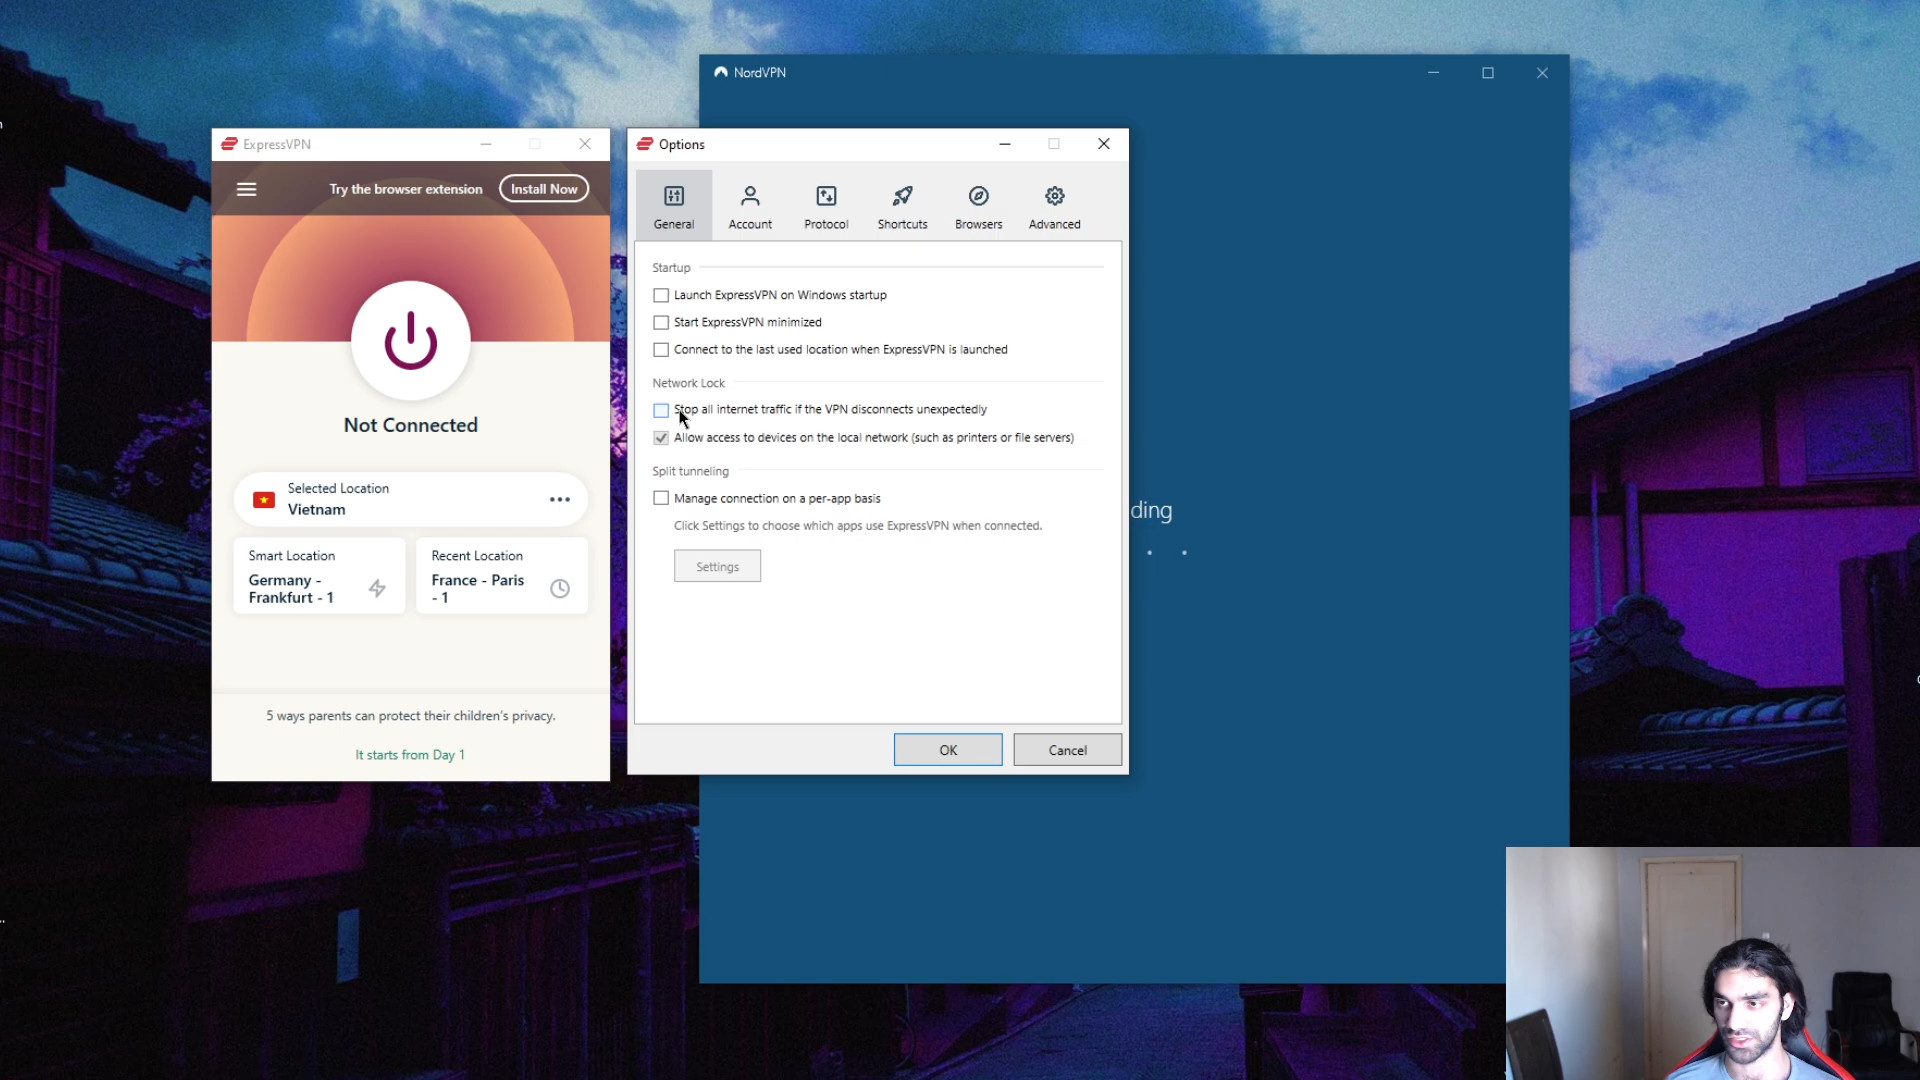 NordVPN
ExpressVPN
Try the browser extension
Install Now
Not Connected
Selected Location
Vietnam
Smart Location
Germany -
Frankfurt - 1
Recent Location
France - Paris
- 1
5 ways parents can protect their children's privacy.
It starts from Day 1
Options
General
Account
Protocol
Shortcuts
Browsers
Advanced
Startup
Launch ExpressVPN on Windows startup
Start ExpressVPN minimized
Connect to the last used location when ExpressVPN is launched
Network Lock
Stop all internet traffic if the VPN disconnects unexpectedly
Allow access to devices on the local network (such as printers or file servers)
Split tunneling
Manage connection on a per-app basis
Click Settings to choose which apps use ExpressVPN when connected.
Settings
OK
Cancel
ding